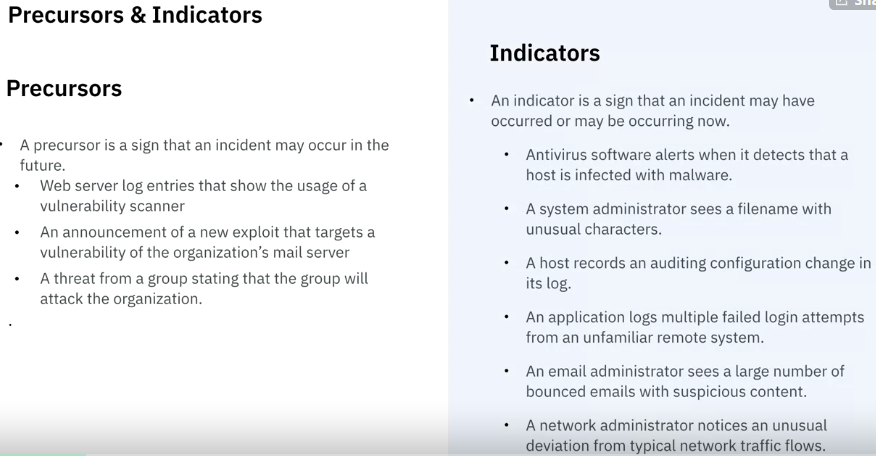 Precursors & Indicators
Precursors
• A precursor is a sign that an incident may occur in the
future.
• Web server log entries that show the usage of a
vulnerability scanner
• An announcement of a new exploit that targets a
vulnerability of the organization’s mail server
• A threat from a group stating that the group will
attack the organization.
Indicators
• An indicator is a sign that an incident may have
occurred or may be occurring now.
• Antivirus software alerts when it detects that a
host is infected with malware.
• A system administrator sees a filename with
unusual characters.
• A host records an auditing configuration change in
its log.
• An application logs multiple failed login attempts
from an unfamiliar remote system.
• An email administrator sees a large number of
bounced emails with suspicious content.
• A network administrator notices an unusual
deviation from typical network traffic flows.